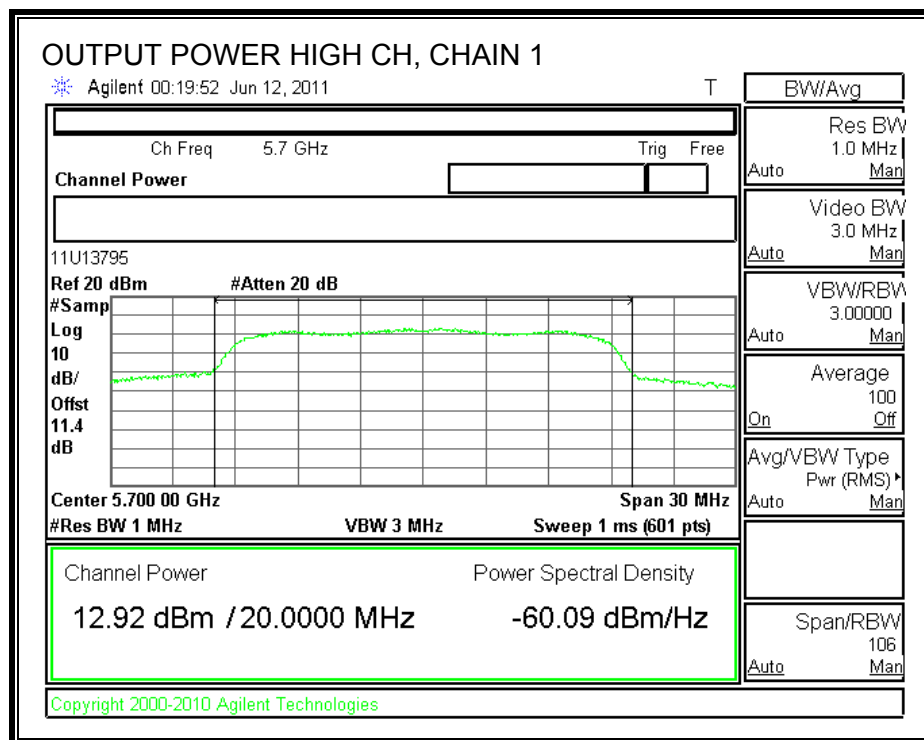 OUTPUT POWER HIGH CH, CHAIN 1
Agilent 00:19:52 Jun 12, 2011 T
Ch Freq 5.7 GHz Trig Free
Channel Power
11U13795
Ref 20 dBm #Atten 20 dB
#Samp
Log
10
dB/
Offst
11.4
dB
Center 5.700 00 GHz Span 30 MHz
#Res BW 1 MHz VBW 3 MHz Sweep 1 ms (601 pts)
Channel Power Power Spectral Density
12.92 dBm / 20.0000 MHz -60.09 dBm/Hz
Copyright 2000-2010 Agilent Technologies
BW/Avg
Res BW
1.0 MHz
Auto Man
Video BW
3.0 MHz
Auto Man
VBW/RBW
3.00000
Auto Man
Average
100
On Off
Avg/VBW Type
Pwr (RMS)
Auto Man
Span/RBW
106
Auto Man